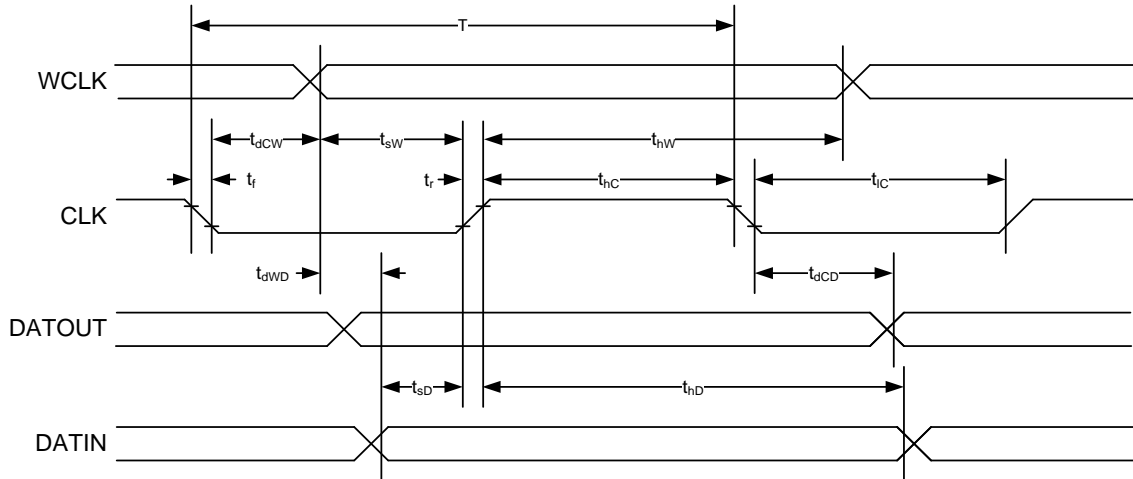 T
WCLK
tdCW
tsW
thW
tf
tr
thC
tlC
CLK
tdWD
tdCD
DATOUT
tsD
thD
DATIN